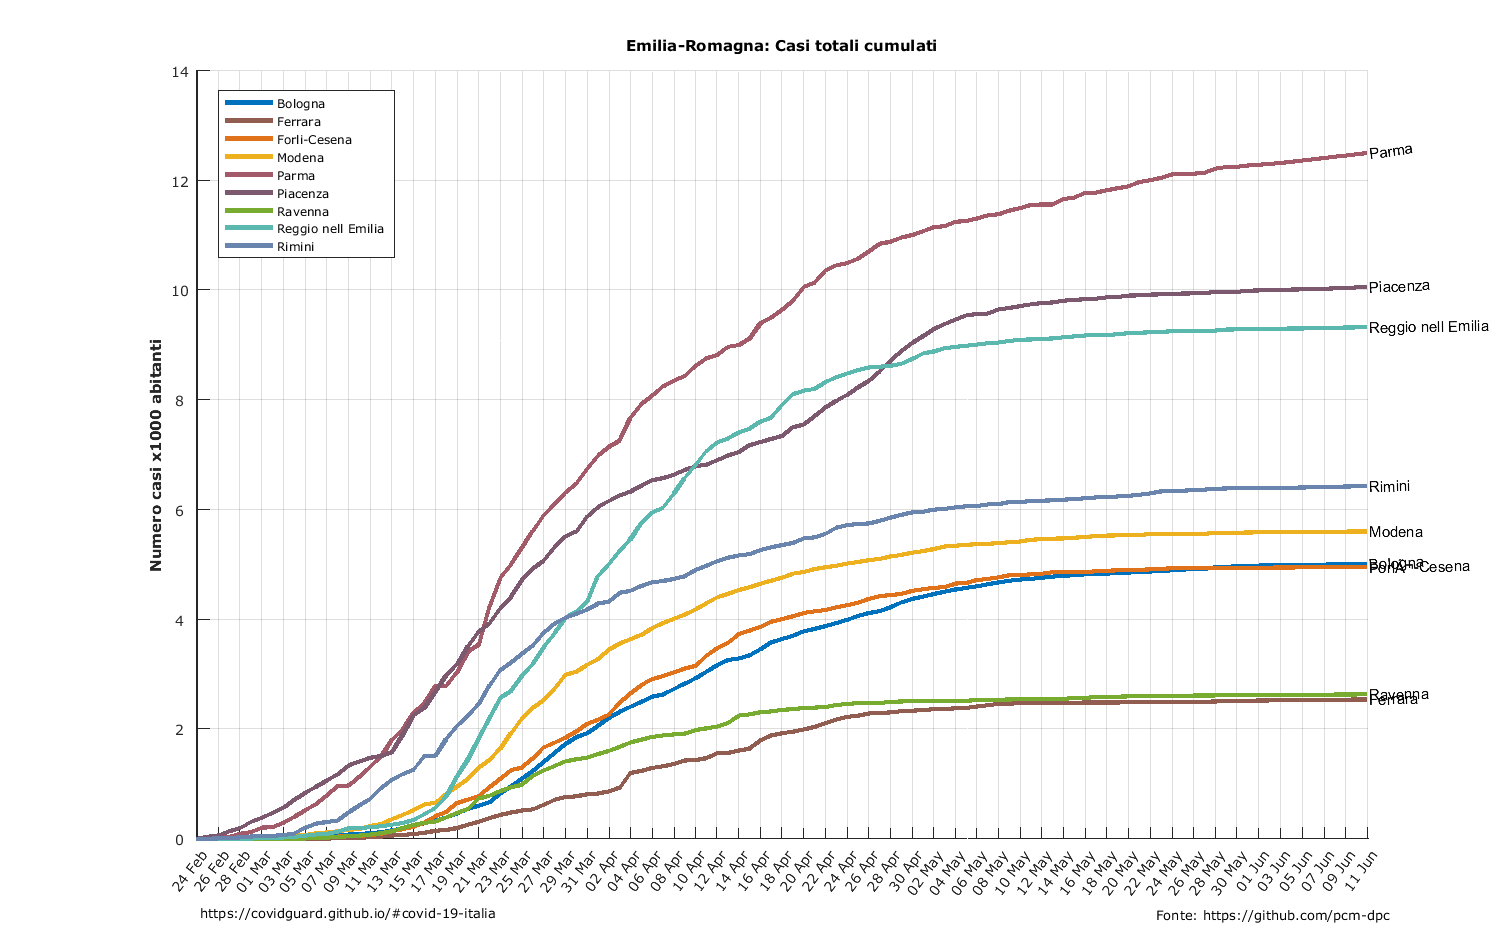 Emilia-Romagna: Casi totali cumulati
14
12
10
8
6
4
2
0
Numero casi x1000 abitanti
Bologna
Ferrara
Forlì-Cesena
Modena
Parma
Piacenza
Ravenna
Reggio nell Emilia
Rimini
Parma
Piacenza
Reggio nell Emilia
Rimini
Modena
Bologna
Cesena
Ravenna
Ferrara
24 Feb
26 Feb
28 Feb
01 Mar
03 Mar
05 Mar
07 Mar
09 Mar
11 Mar
13 Mar
15 Mar
17 Mar
19 Mar
21 Mar
23 Mar
25 Mar
27 Mar
29 Mar
31 Mar
02 Apr
04 Apr
06 Apr
08 Apr
10 Apr
12 Apr
14 Apr
16 Apr
18 Apr
20 Apr
22 Apr
24 Apr
26 Apr
28 Apr
30 Apr
02 May
04 May
06 May
08 May
10 May
12 May
14 May
16 May
18 May
20 May
22 May
24 May
26 May
28 May
30 May
01 Jun
03 Jun
05 Jun
07 Jun
09 Jun
11 Jun
https://covidguard.github.io/#covid-19-italia
Fonte: https://github.com/pcm-dpc